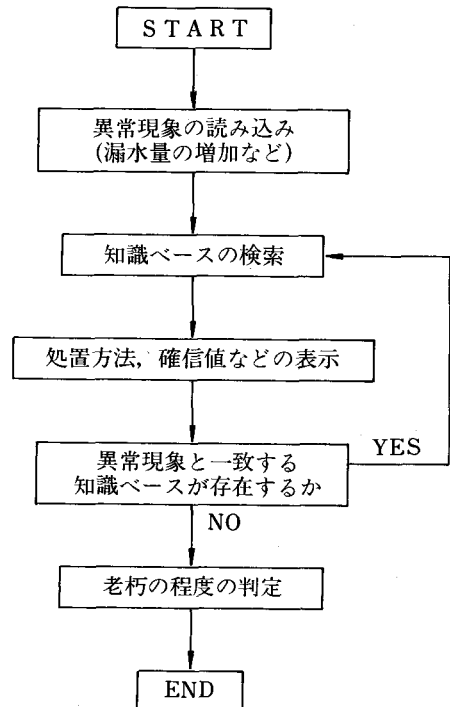 START
異常現象の読み込み
(漏水量の増加など)
知識ベースの検索
処置方法，確信値などの表示
異常現象と一致する
知識ベースが存在するか
YES
NO
老朽の程度の判定
END